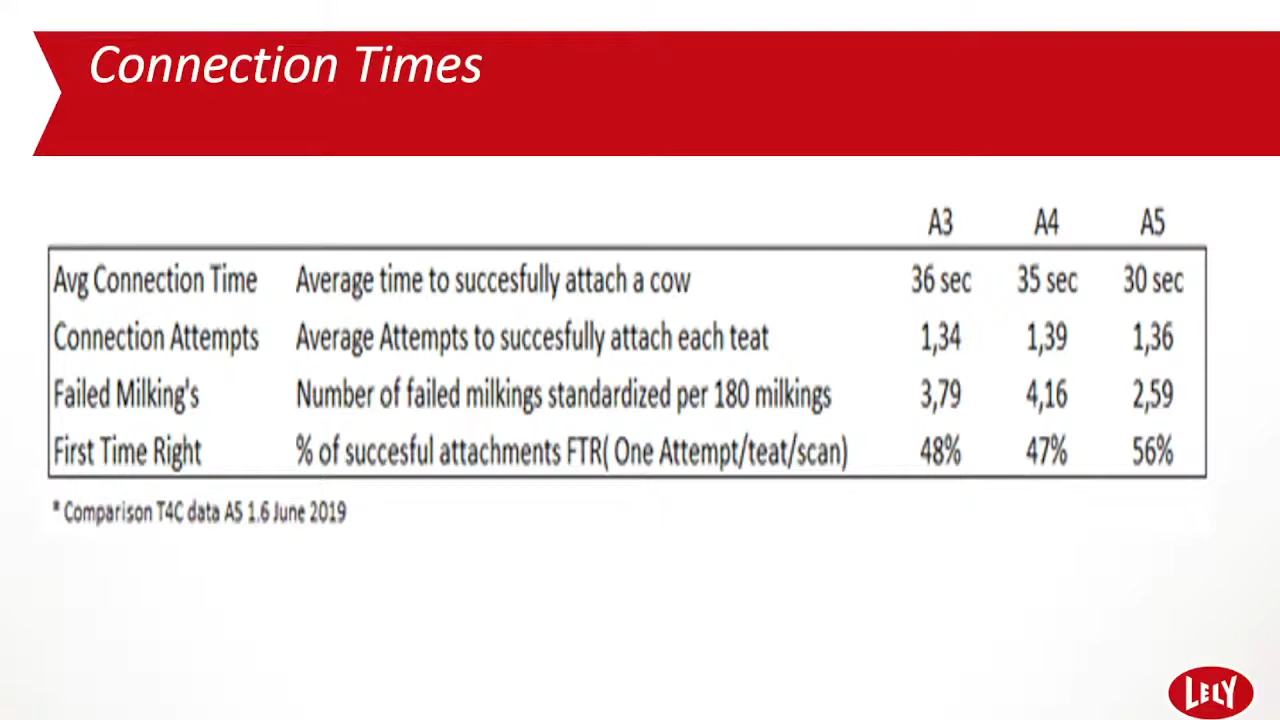 Connection Times
A3 A4 A5
Avg Connection Time Average time to succesfully attach a cow 36 sec 35 sec 30 sec
Connection Attempts Average Attempts to succesfully attach each teat 1,34 1,39 1,36
Failed Milking's Number of failed milkings standardized per 180 milkings 3,79 4,16 2,59
First Time Right % of succesful attachments FTR( One Attempt/teat/scan) 48% 47% 56%
* Comparison T4C data A5 1.6 June 2019
LELY